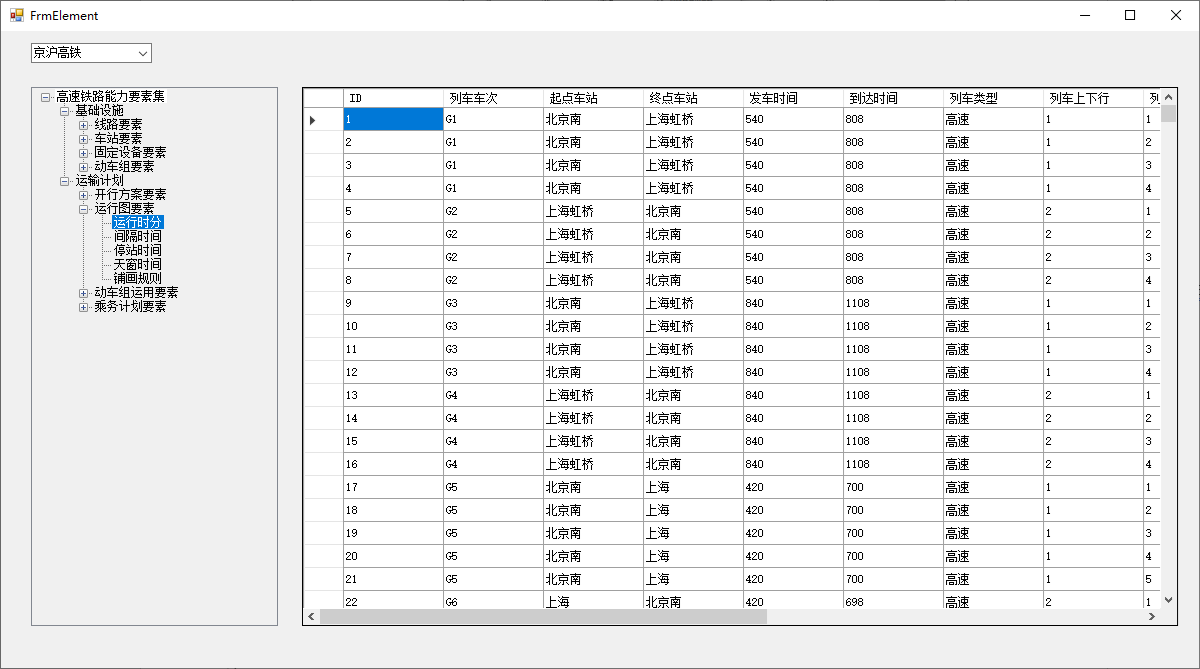 FrmElement
京沪高铁
高速铁路能力要素集
基础设施
线路要素
车站要素
固定设备要素
动车组要素
运输计划
开行方案要素
运行图要素
运行时分
间隔时间
停站时间
天窗时间
铺画规则
动车组运用要素
乘务计划要素
ID 列车车次 起点车站 终点车站 发车时间 到达时间 列车类型 列车上下行 列
1 G1 北京南 上海虹桥 540 808 高速 1 1
2 G1 北京南 上海虹桥 540 808 高速 1 2
3 G1 北京南 上海虹桥 540 808 高速 1 3
4 G1 北京南 上海虹桥 540 808 高速 1 4
5 G2 上海虹桥 北京南 540 808 高速 2 1
6 G2 上海虹桥 北京南 540 808 高速 2 2
7 G2 上海虹桥 北京南 540 808 高速 2 3
8 G2 上海虹桥 北京南 540 808 高速 2 4
9 G3 北京南 上海虹桥 840 1108 高速 1 1
10 G3 北京南 上海虹桥 840 1108 高速 1 2
11 G3 北京南 上海虹桥 840 1108 高速 1 3
12 G3 北京南 上海虹桥 840 1108 高速 1 4
13 G4 上海虹桥 北京南 840 1108 高速 2 1
14 G4 上海虹桥 北京南 840 1108 高速 2 2
15 G4 上海虹桥 北京南 840 1108 高速 2 3
16 G4 上海虹桥 北京南 840 1108 高速 2 4
17 G5 北京南 上海 420 700 高速 1 1
18 G5 北京南 上海 420 700 高速 1 2
19 G5 北京南 上海 420 700 高速 1 3
20 G5 北京南 上海 420 700 高速 1 4
21 G5 北京南 上海 420 700 高速 1 5
22 G6 上海 北京南 420 698 高速 2 1